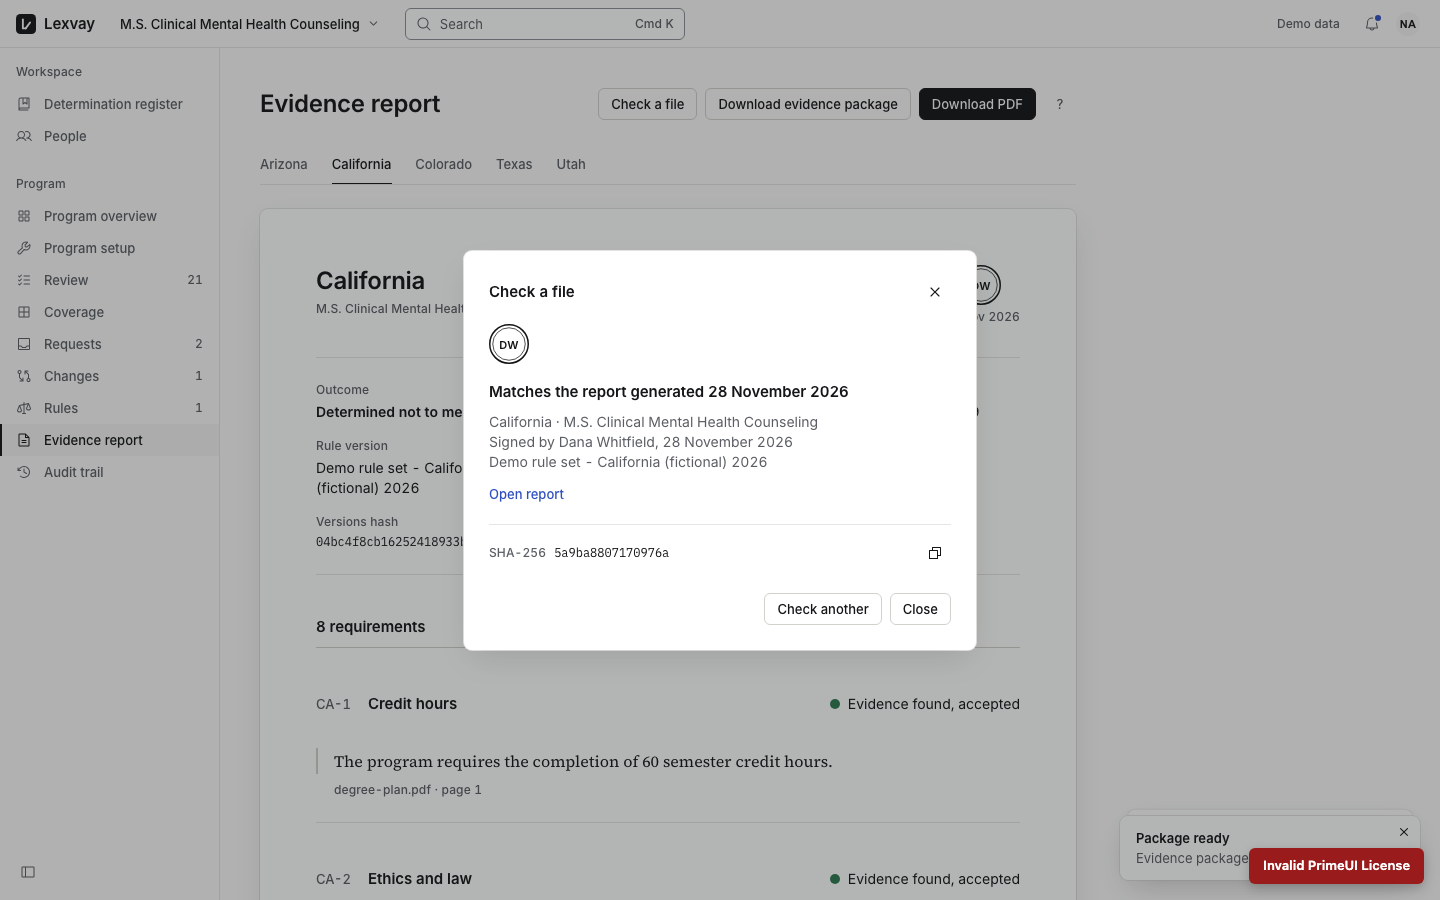 Lexvay
M.S. Clinical Mental Health Counseling
Search
Cmd K
Demo data
NA
Workspace
Determination register
People
Program
Program overview
Program setup
Review 21
Coverage
Requests 2
Changes 1
Rules 1
Evidence report
Audit trail
Evidence report
Check a file
Download evidence package
Download PDF
?
Arizona
California
Colorado
Texas
Utah
California
M.S. Clinical Mental Healt
DW
v 2026
Outcome
Determined not to me
Rule version
Demo rule set - Califo
(fictional) 2026
Versions hash
04bc4f8cb16252418933
8 requirements
CA-1 Credit hours
Evidence found, accepted
The program requires the completion of 60 semester credit hours.
degree-plan.pdf · page 1
CA-2 Ethics and law
Evidence found, accepted
Check a file
DW
Matches the report generated 28 November 2026
California · M.S. Clinical Mental Health Counseling
Signed by Dana Whitfield, 28 November 2026
Demo rule set - California (fictional) 2026
Open report
SHA-256 5a9ba8807170976a
Check another
Close
Package ready
Evidence package
Invalid PrimeUI License